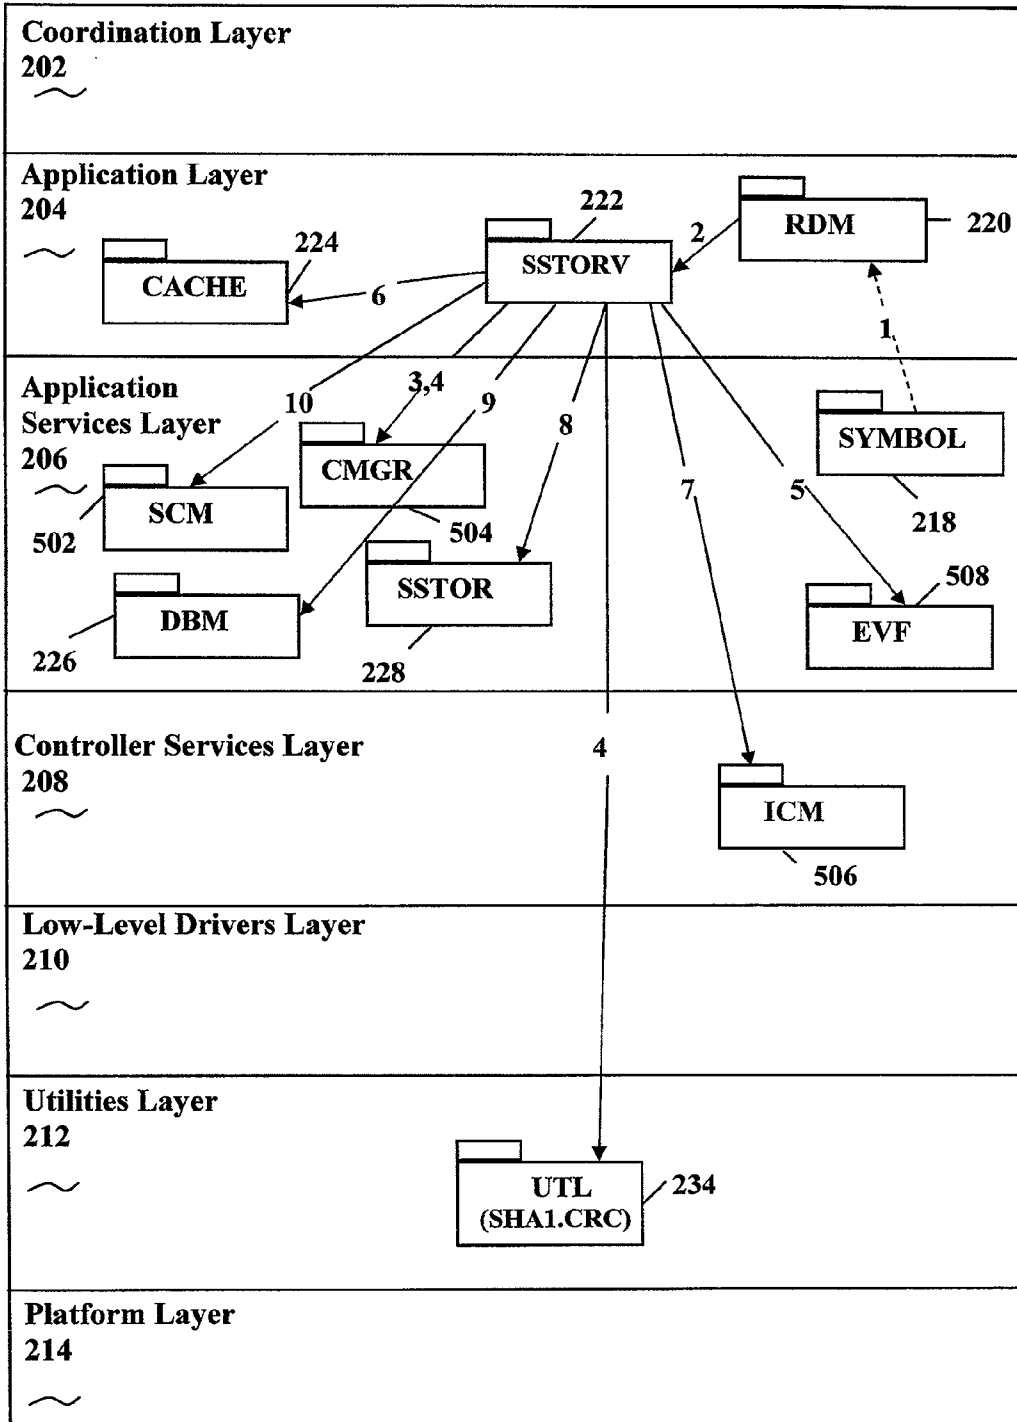 Coordination Layer
202
Application Layer
204
222
RDM
220
2
224
SSTORV
CACHE
6
1
Application
Services Layer
206
10
3,4
9
8
SYMBOL
CMGR
7
5
SCM
218
502
504
508
SSTOR
DBM
EVF
226
228
Controller Services Layer
208
4
ICM
506
Low-Level Drivers Layer
210
Utilities Layer
212
UTL
(SHA1.CRC)
234
Platform Layer
214